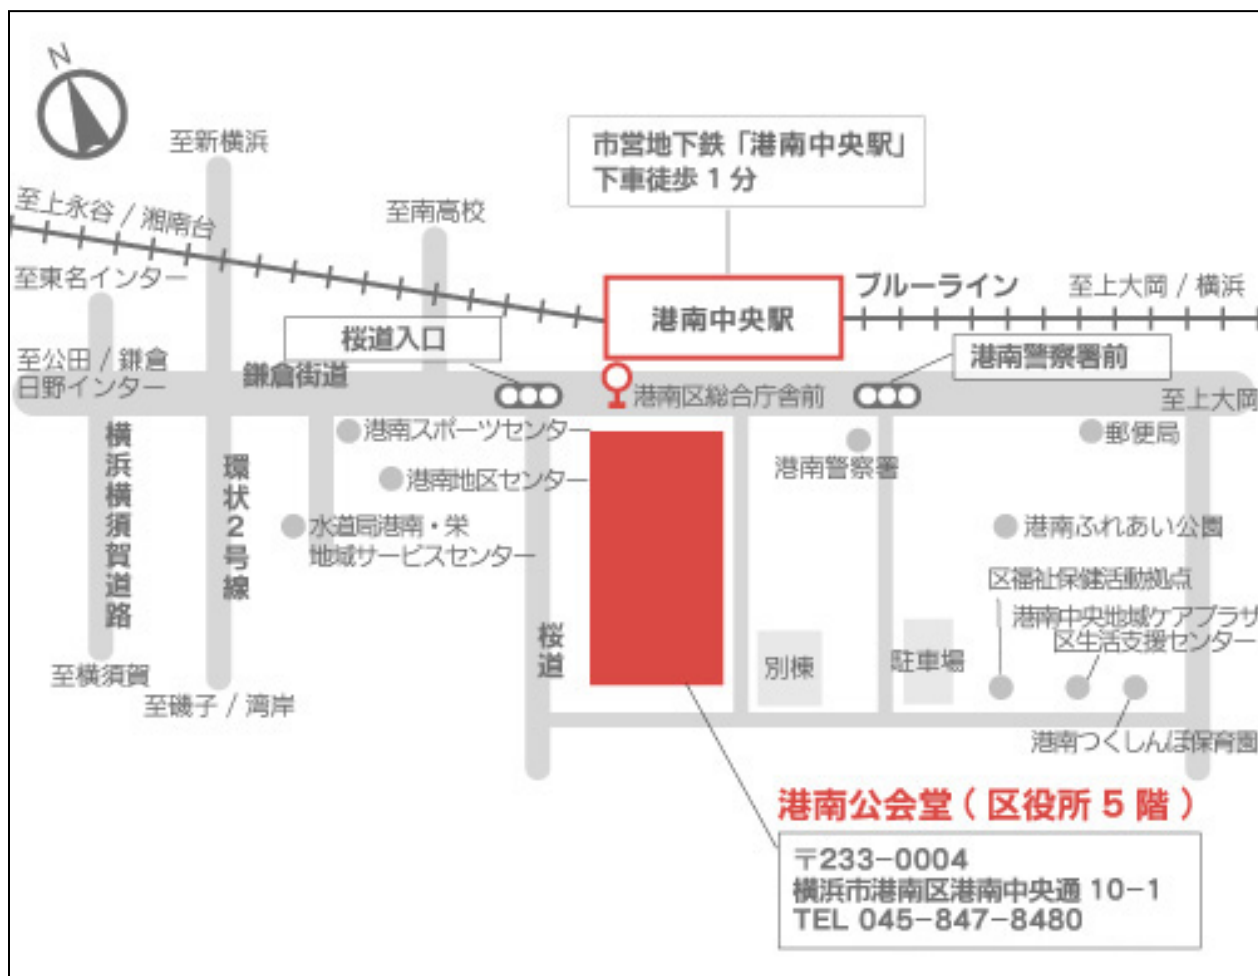 N
至新横浜
市営地下鉄「港南中央駅」
下車徒歩1分
至上永谷 / 湘南台
至南高校
至東名インター
ブルーライン
至上大岡 / 横浜
港南中央駅
桜道入口
港南警察署前
至公田 / 鎌倉
日野インター
鎌倉街道
港南区総合庁舎前
至上大岡
港南スポーツセンター
郵便局
港南警察署
港南地区センター
横浜横須賀道路
環状2号線
水道局港南・栄
地域サービスセンター
港南ふれあい公園
区福祉保健活動拠点
港南中央地域ケアプラザ
区生活支援センター
桜道
別棟
駐車場
至横須賀
至磯子 / 湾岸
港南つくしんぼ保育園
港南公会堂 ( 区役所 5 階 )
〒233-0004
横浜市港南区港南中央通 10-1
TEL 045-847-8480